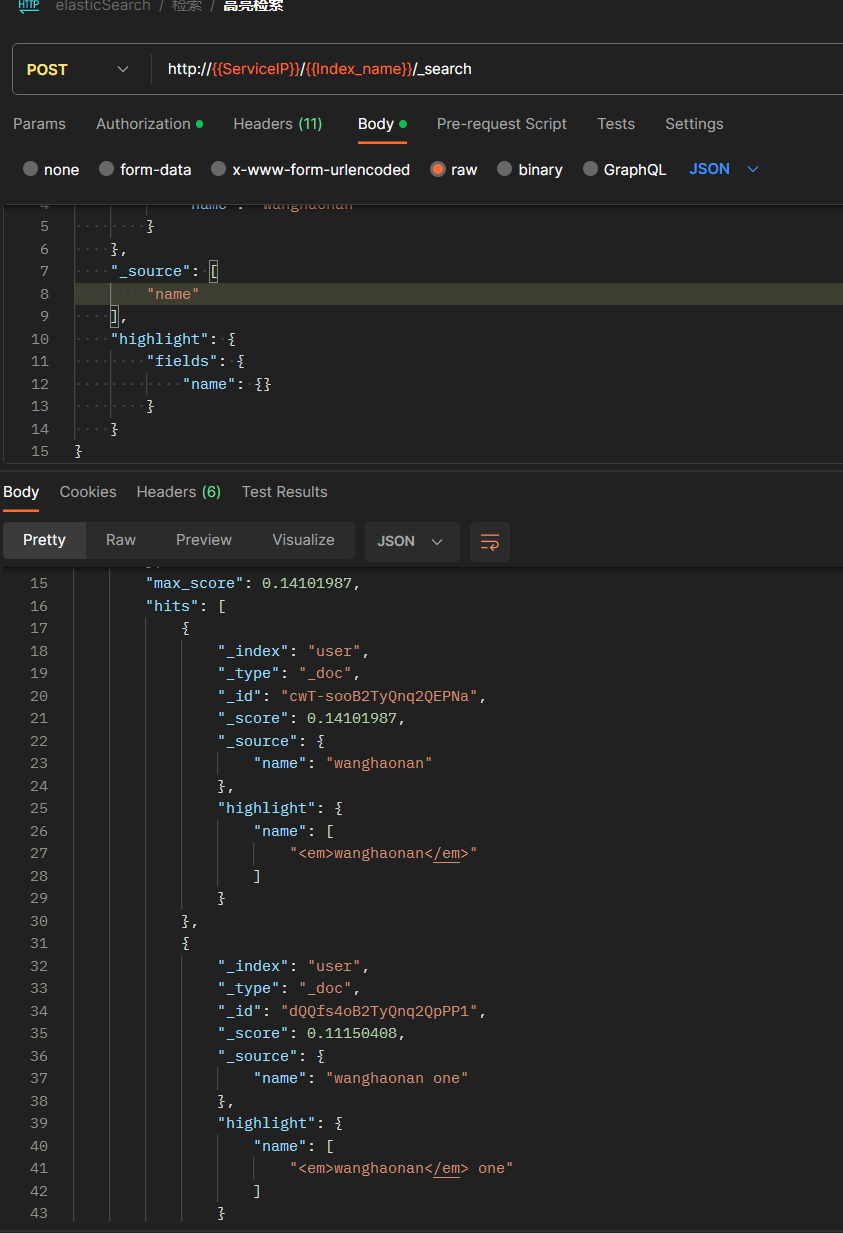 HTTP elasticSearch / 检索 / 高亮检索
POST http://{{ServiceIP}}/{{Index_name}}/_search
Params Authorization Headers (11) Body Pre-request Script Tests Settings
none form-data x-www-form-urlencoded raw binary GraphQL JSON
4 "name": "wanghaonan"
5 }
6 },
7 "_source": [
8 "name"
9 ],
10 "highlight": {
11 "fields": {
12 "name": {}
13 }
14 }
15 }
Body Cookies Headers (6) Test Results
Pretty Raw Preview Visualize JSON
15 "max_score": 0.14101987,
16 "hits": [
17 {
18 "_index": "user",
19 "_type": "_doc",
20 "_id": "cwT-sooB2TyQnq2QEPNa",
21 "_score": 0.14101987,
22 "_source": {
23 "name": "wanghaonan"
24 },
25 "highlight": {
26 "name": [
27 "<em>wanghaonan</em>"
28 ]
29 }
30 },
31 {
32 "_index": "user",
33 "_type": "_doc",
34 "_id": "dQQfs4oB2TyQnq2QpPP1",
35 "_score": 0.11150408,
36 "_source": {
37 "name": "wanghaonan one"
38 },
39 "highlight": {
40 "name": [
41 "<em>wanghaonan</em> one"
42 ]
43 }